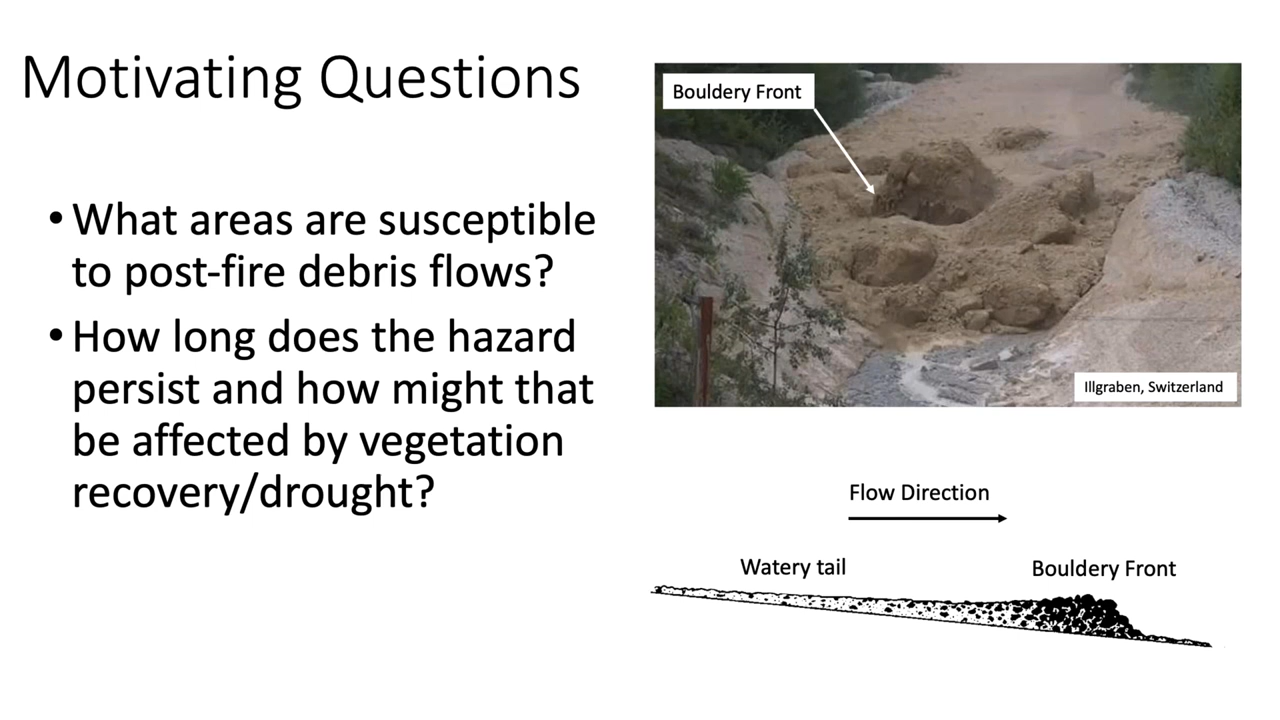 Motivating Questions
• What areas are susceptible
to post-fire debris flows?
• How long does the hazard
persist and how might that
be affected by vegetation
recovery/drought?
Bouldery Front
Illgraben, Switzerland
Flow Direction
Watery tail
Bouldery Front